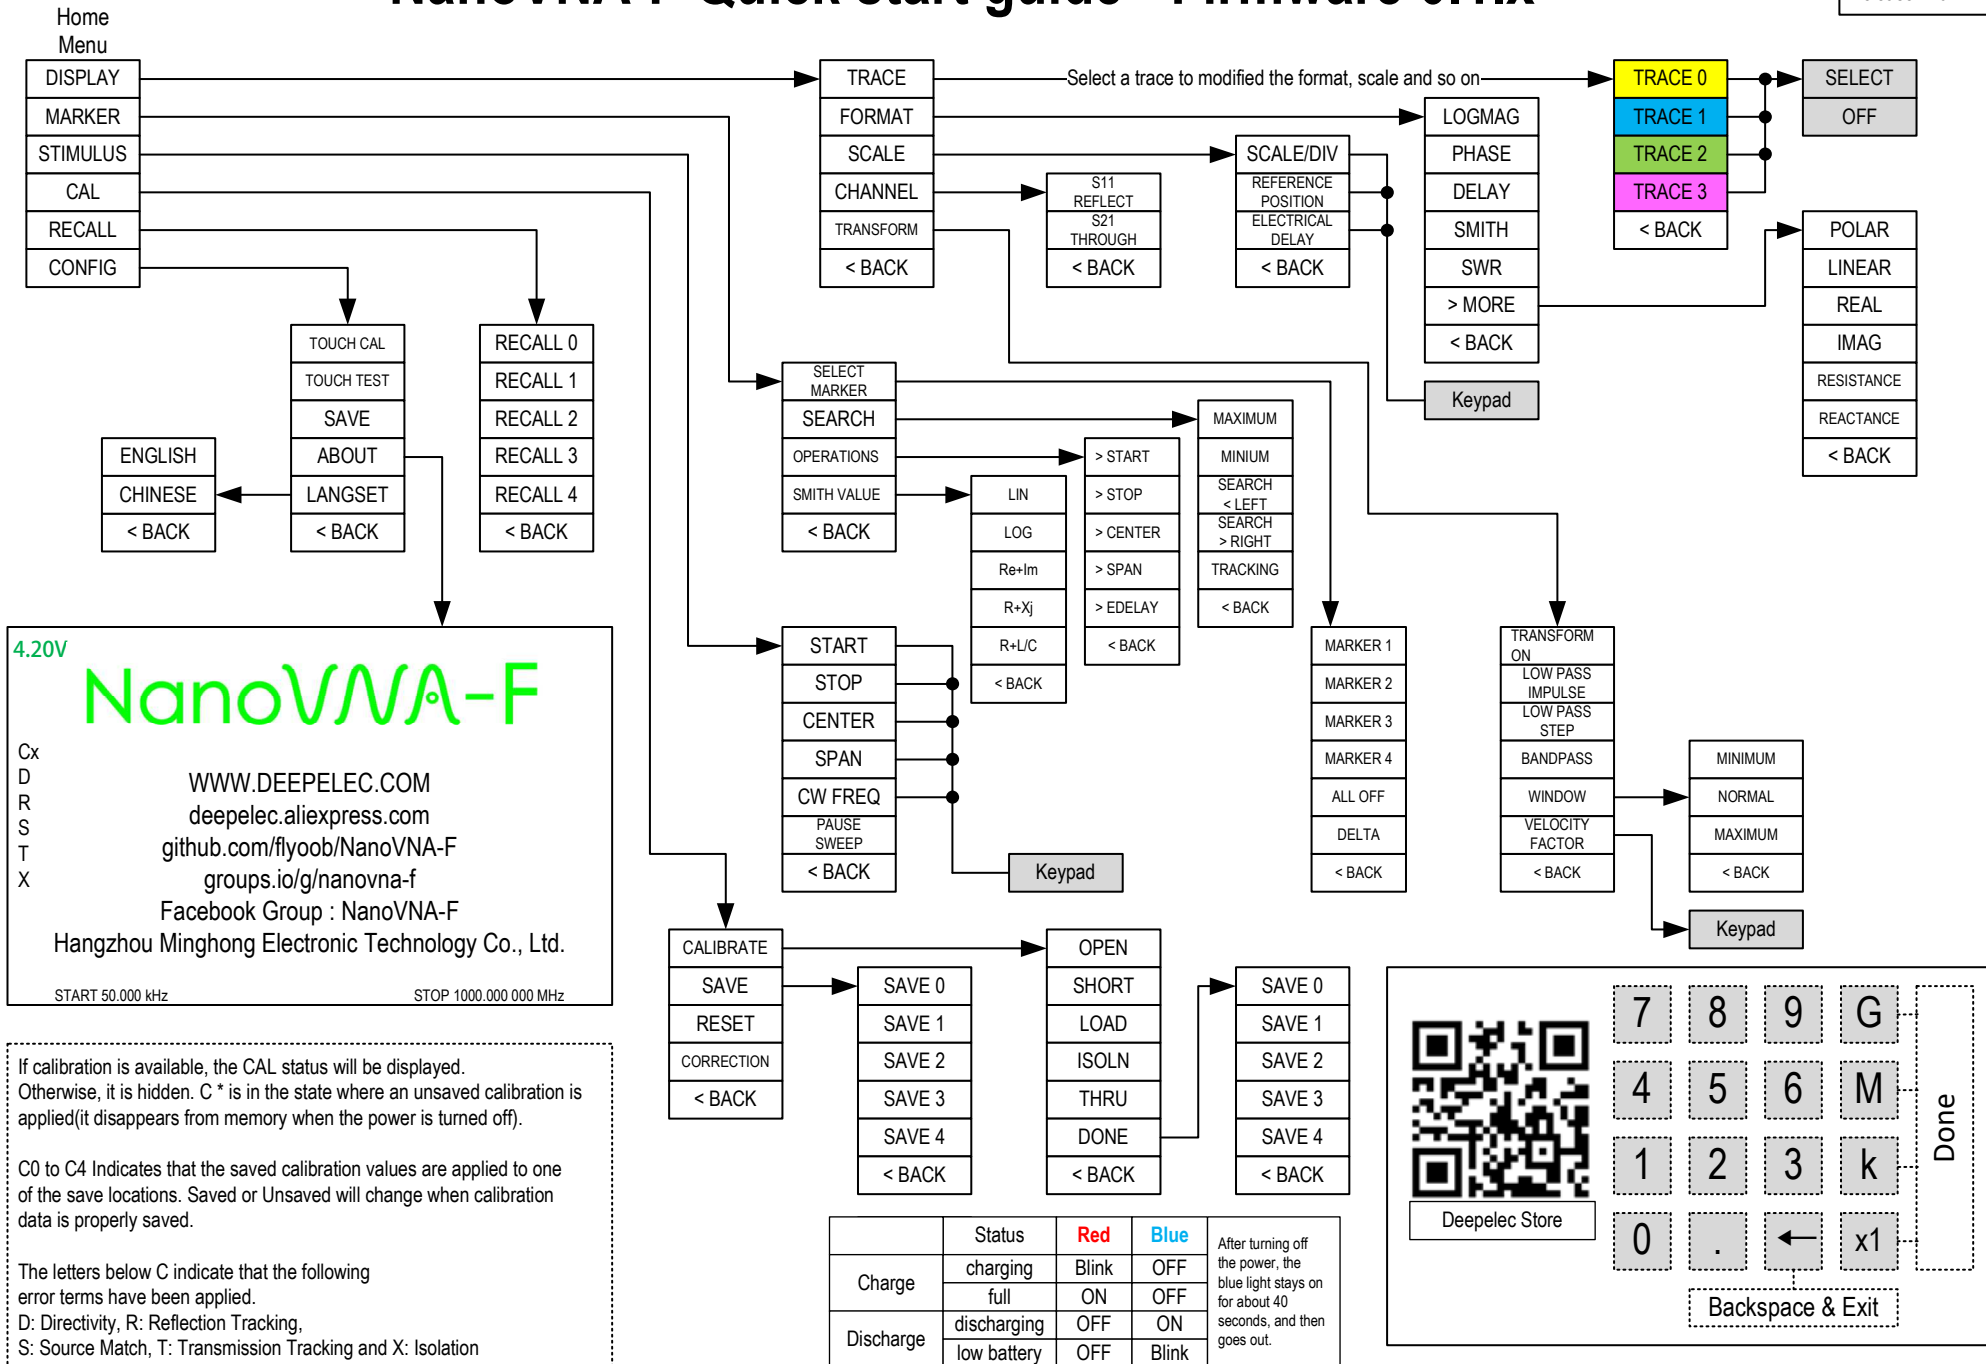 Home
Menu
DISPLAY
MARKER
STIMULUS
CAL
RECALL
CONFIG
TRACE
FORMAT
SCALE
CHANNEL
TRANSFORM
< BACK
Select a trace to modified the format, scale and so on
TRACE 0
TRACE 1
TRACE 2
TRACE 3
< BACK
SELECT
OFF
LOGMAG
PHASE
DELAY
SMITH
SWR
> MORE
< BACK
SCALE/DIV
REFERENCE
POSITION
ELECTRICAL
DELAY
< BACK
S11
REFLECT
S21
THROUGH
< BACK
POLAR
LINEAR
REAL
IMAG
RESISTANCE
REACTANCE
< BACK
Keypad
TOUCH CAL
TOUCH TEST
SAVE
ABOUT
LANGSET
< BACK
RECALL 0
RECALL 1
RECALL 2
RECALL 3
RECALL 4
< BACK
ENGLISH
CHINESE
< BACK
SELECT
MARKER
SEARCH
OPERATIONS
SMITH VALUE
< BACK
MAXIMUM
MINIUM
SEARCH
< LEFT
SEARCH
> RIGHT
TRACKING
< BACK
> START
> STOP
> CENTER
> SPAN
> EDELAY
< BACK
LIN
LOG
Re+Im
R+Xj
R+L/C
< BACK
START
STOP
CENTER
SPAN
CW FREQ
PAUSE
SWEEP
< BACK
Keypad
MARKER 1
MARKER 2
MARKER 3
MARKER 4
ALL OFF
DELTA
< BACK
TRANSFORM
ON
LOW PASS
IMPULSE
LOW PASS
STEP
BANDPASS
WINDOW
VELOCITY
FACTOR
< BACK
MINIMUM
NORMAL
MAXIMUM
< BACK
Keypad
4.20V
NanoVNA-F
Cx
D
R
S
T
X
WWW.DEEPELEC.COM
deepelec.aliexpress.com
github.com/flyoob/NanoVNA-F
groups.io/g/nanovna-f
Facebook Group : NanoVNA-F
Hangzhou Minghong Electronic Technology Co., Ltd.
START 50.000 kHz
STOP 1000.000 000 MHz
CALIBRATE
SAVE
RESET
CORRECTION
< BACK
SAVE 0
SAVE 1
SAVE 2
SAVE 3
SAVE 4
< BACK
OPEN
SHORT
LOAD
ISOLN
THRU
DONE
< BACK
SAVE 0
SAVE 1
SAVE 2
SAVE 3
SAVE 4
< BACK
If calibration is available, the CAL status will be displayed.
Otherwise, it is hidden. C * is in the state where an unsaved calibration is
applied(it disappears from memory when the power is turned off).
C0 to C4 Indicates that the saved calibration values are applied to one
of the save locations. Saved or Unsaved will change when calibration
data is properly saved.
The letters below C indicate that the following
error terms have been applied.
D: Directivity, R: Reflection Tracking,
S: Source Match, T: Transmission Tracking and X: Isolation
Status Red Blue
Charge
charging Blink OFF
full ON OFF
Discharge
discharging OFF ON
low battery OFF Blink
After turning off
the power, the
blue light stays on
for about 40
seconds, and then
goes out.
Deepelec Store
7 8 9 G
4 5 6 M
1 2 3 k
0 . ← x1
Done
Backspace & Exit